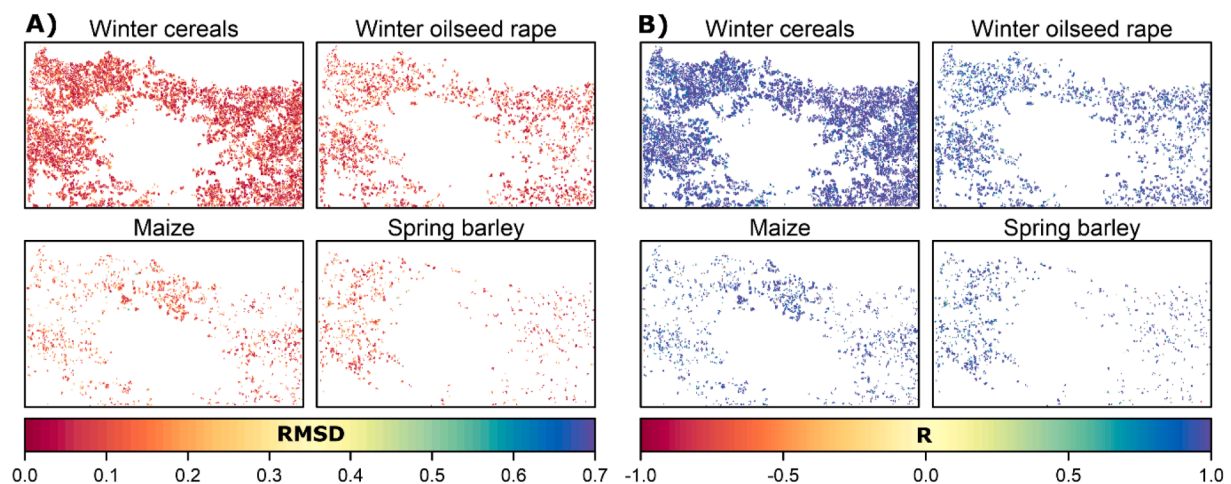 A)
Winter cereals
Winter oilseed rape
Maize
Spring barley
RMSD
0.0 0.1 0.2 0.3 0.4 0.5 0.6 0.7
B)
Winter cereals
Winter oilseed rape
Maize
Spring barley
R
-1.0 -0.5 0.0 0.5 1.0